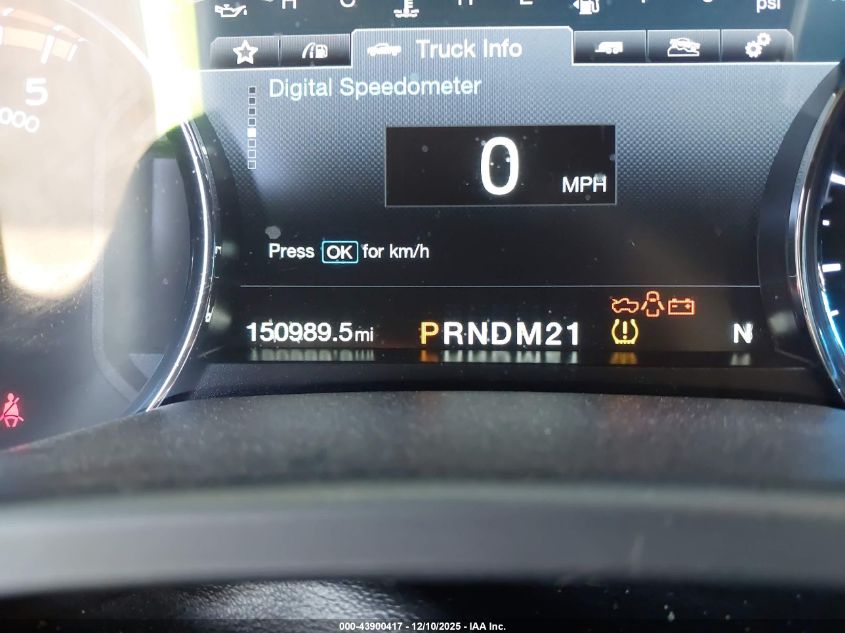 psi
Truck Info
5
000
Digital Speedometer
0 MPH
Press OK for km/h
150989.5mi PRNDM21 N
000-43900417 - 12/10/2025 - IAA Inc.